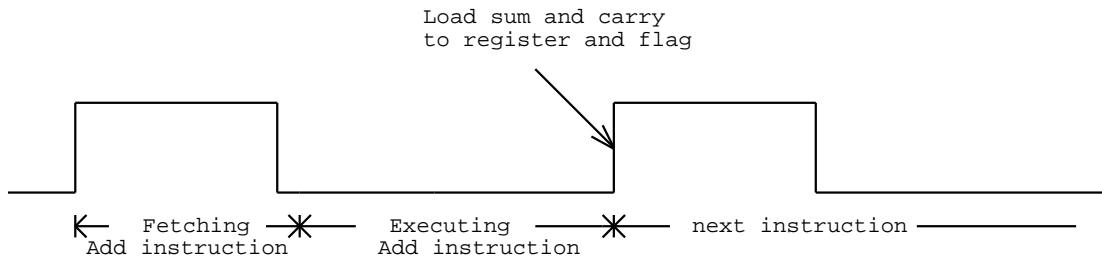 Load sum and carry
to register and flag
Fetching
Add instruction
Executing
Add instruction
next instruction